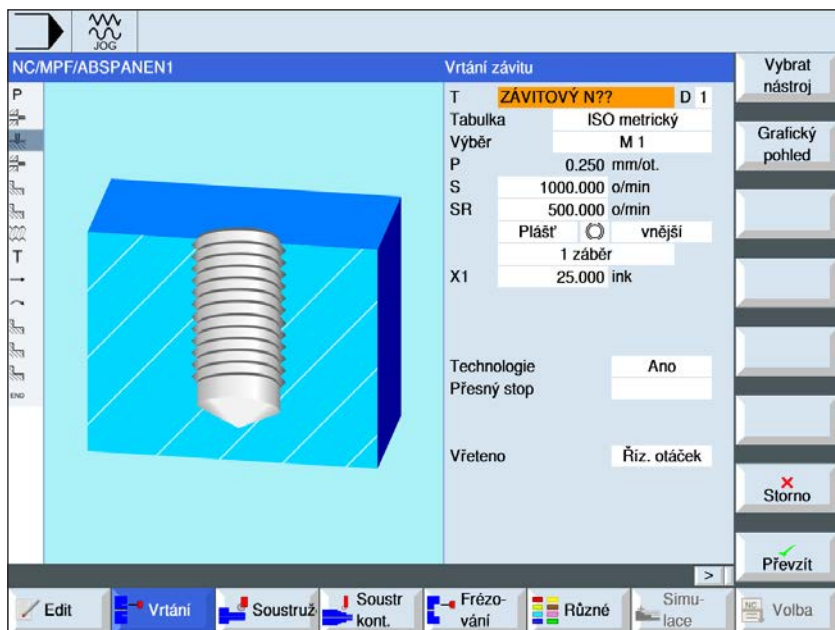 JOG
NC/MPF/ABSPANEN1
Vrtání závitu
Vybrat
nástroj
Grafický
pohled
Storno
Převzít
P
T
END
T ZÁVITOVÝ N?? D 1
Tabulka ISO metrický
Výběr M 1
P 0.250 mm/ot.
S 1000.000 o/min
SR 500.000 o/min
Plášť vnější
1 záběr
X1 25.000 ink
Technologie Ano
Přesný stop
Vřeteno Říz. otáček
>
Edit
Vrtání
Soustruž
Soustr
kont.
Frézo-
vání
Různé
Simu-
lace
NC
Volba